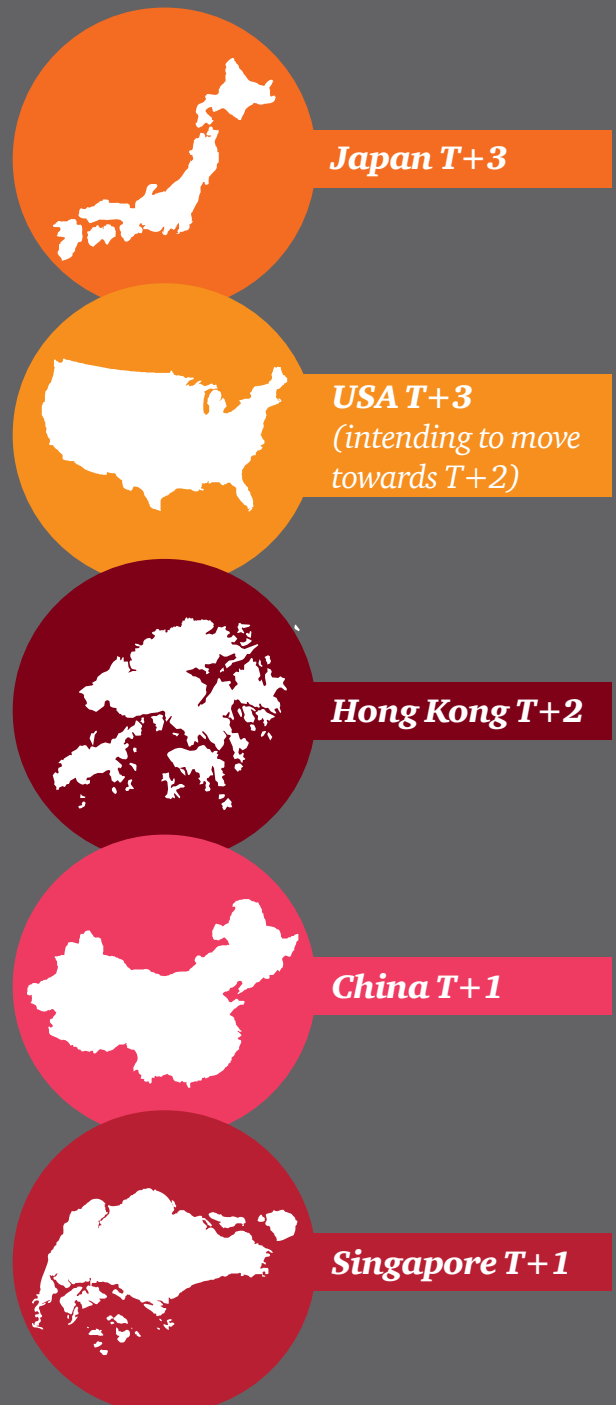 Japan T+3
USA T+3
(intending to move
towards T+2)
Hong Kong T+2
China T+1
Singapore T+1